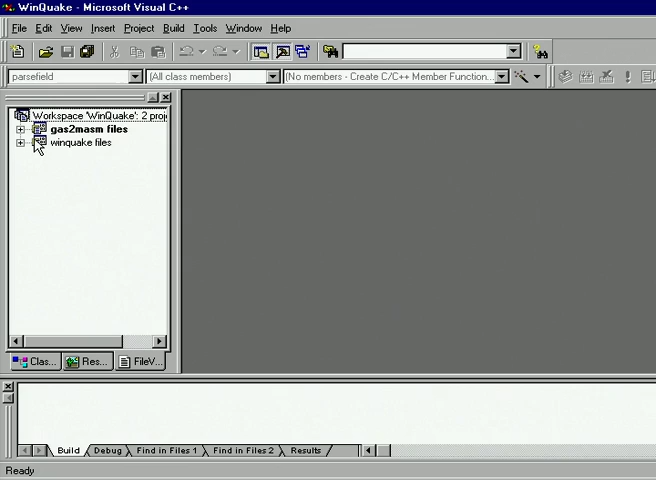 WinQuake - Microsoft Visual C++
File Edit View Insert Project Build Tools Window Help
parsefield (All class members) (No members - Create C/C++ Member Function...
Workspace 'WinQuake': 2 proj
gas2masm files
winquake files
Clas... Res... FileV...
Build Debug Find in Files 1 Find in Files 2 Results
Ready